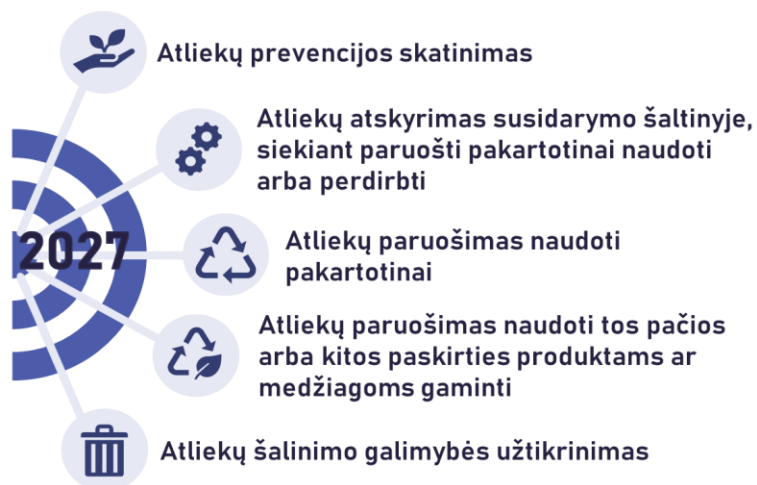 Atliekų prevencijos skatinimas
Atliekų atskyrimas susidarymo šaltinyje,
siekiant paruošti pakartotinai naudoti
arba perdirbti
2027
Atliekų paruošimas naudoti
pakartotinai
Atliekų paruošimas naudoti tos pačios
arba kitos paskirties produktams ar
medžiagoms gaminti
Atliekų šalinimo galimybės užtikrinimas